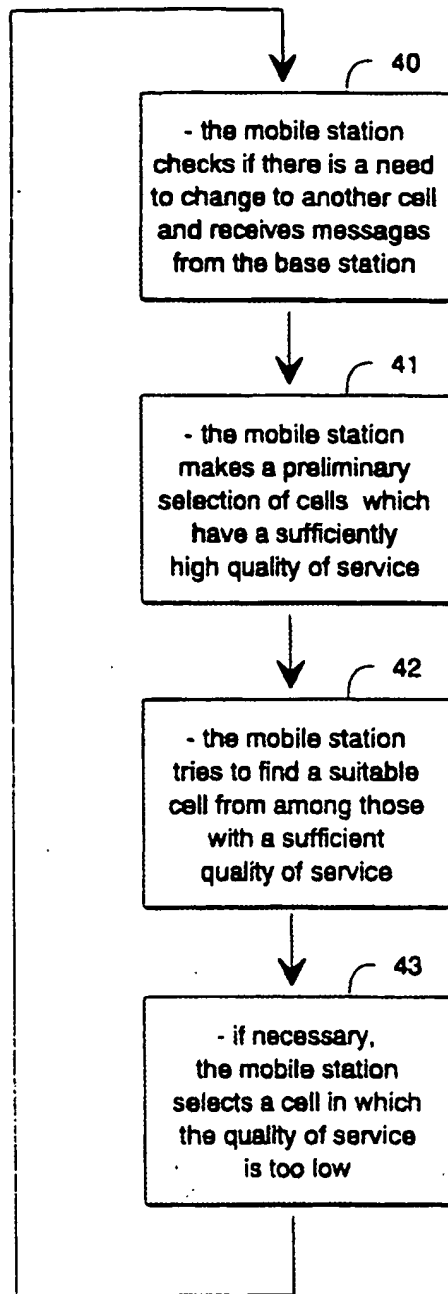 40
- the mobile station
checks if there is a need
to change to another cell
and receives messages
from the base station
41
- the mobile station
makes a preliminary
selection of cells which
have a sufficiently
high quality of service
42
- the mobile station
tries to find a suitable
cell from among those
with a sufficient
quality of service
43
- if necessary,
the mobile station
selects a cell in which
the quality of service
is too low